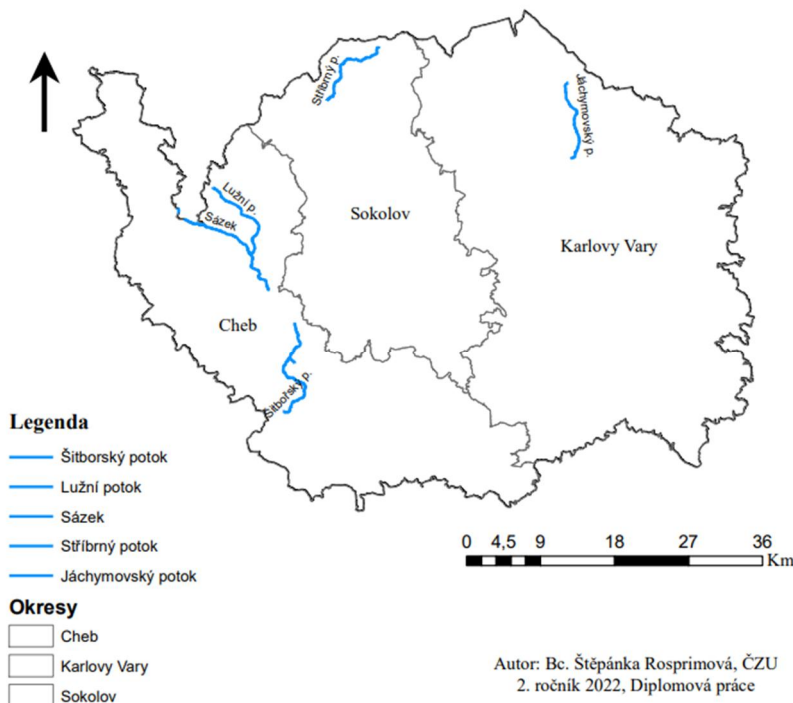 Stříbrný p.
Jáchymovský p.
Lužní p.
Sázek
Sokolov
Karlovy Vary
Cheb
Šitbořský p.
Legenda
Šitborský potok
Lužní potok
Sázek
Stříbrný potok
Jáchymovský potok
0 4,5 9 18 27 36
Km
Okresy
Cheb
Karlovy Vary
Sokolov
Autor: Bc. Štěpánka Rosprimová, ČZU
2. ročník 2022, Diplomová práce